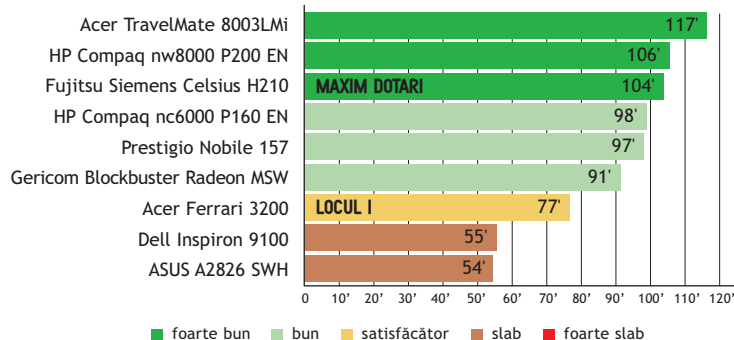 Acer TravelMate 8003LMi 117'
HP Compaq nw8000 P200 EN 106'
Fujitsu Siemens Celsius H210 MAXIM DOTARI 104'
HP Compaq nc6000 P160 EN 98'
Prestigio Nobile 157 97'
Gericom Blockbuster Radeon MSW 91'
Acer Ferrari 3200 LOCUL I 77'
Dell Inspiron 9100 55'
ASUS A2826 SWH 54'
0 10' 20' 30' 40' 50' 60' 70' 80' 90' 100' 110' 120'
foarte bun bun satisfăcător slab foarte slab